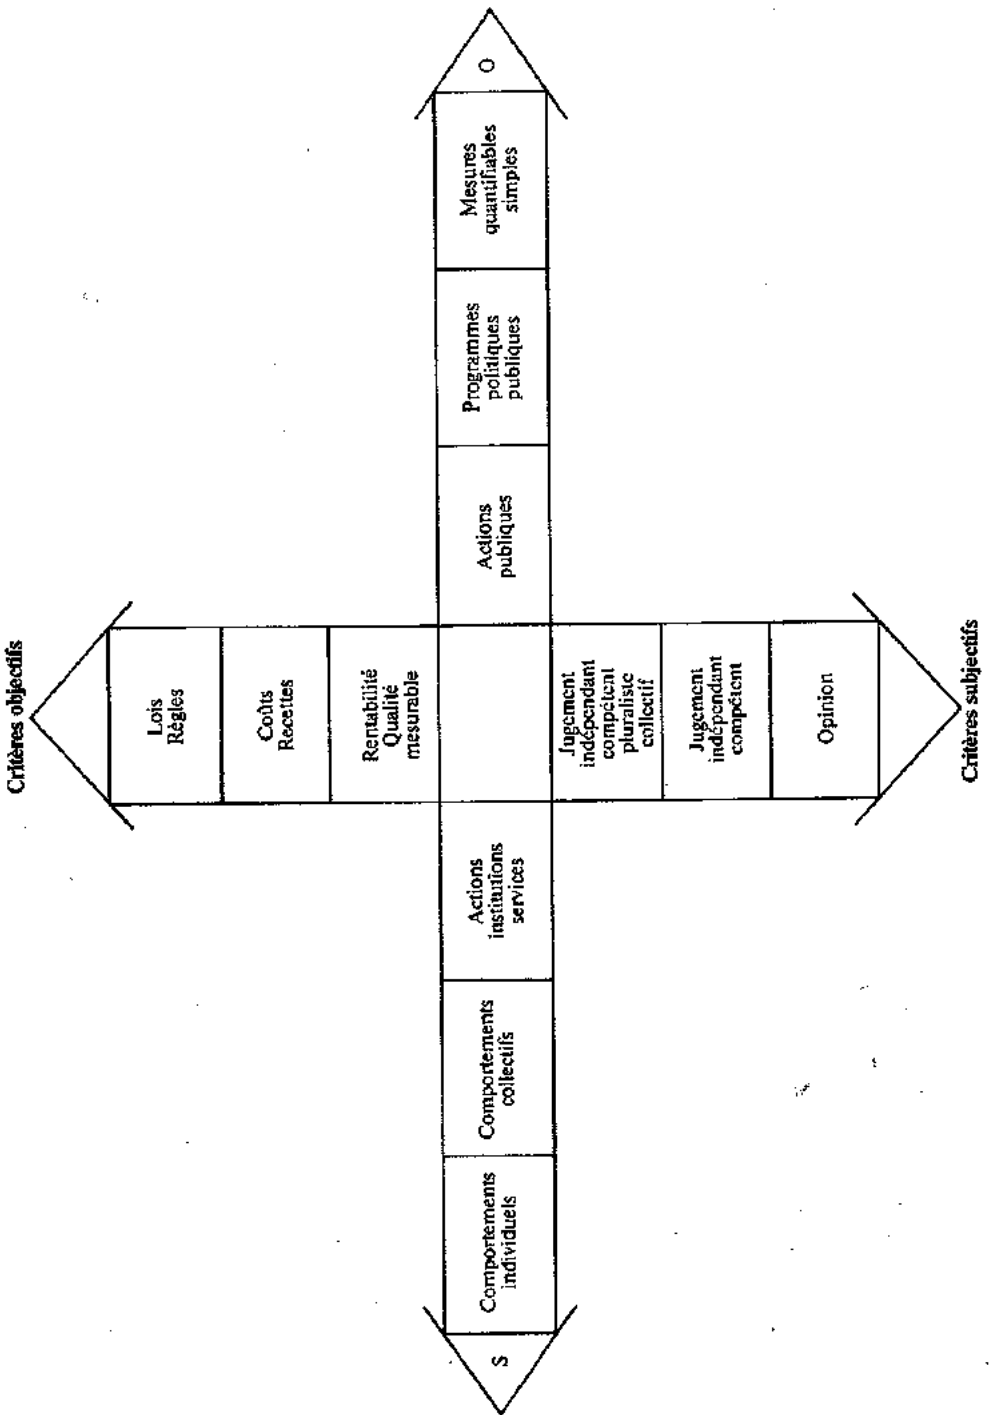 Critères objectifs
Lois
Règles
Coûts
Recettes
Rentabilité
Qualité
mesurable
S
Comportements
individuels
Comportements
collectifs
Actions
institutions
services
Actions
publiques
Programmes
politiques
publiques
Mesures
quantifiables
simples
O
Jugement
indépendant
compétent
pluraliste
collectif
Jugement
indépendant
compétent
Opinion
Critères subjectifs